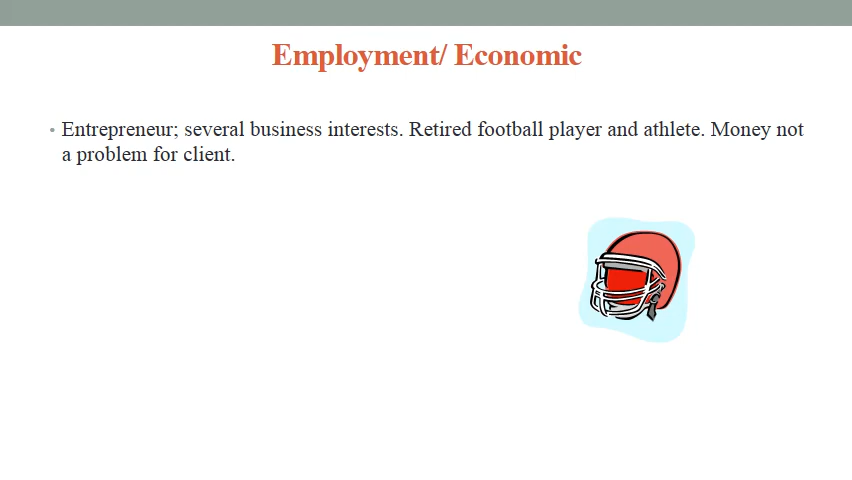 Employment/ Economic
• Entrepreneur; several business interests. Retired football player and athlete. Money not
a problem for client.